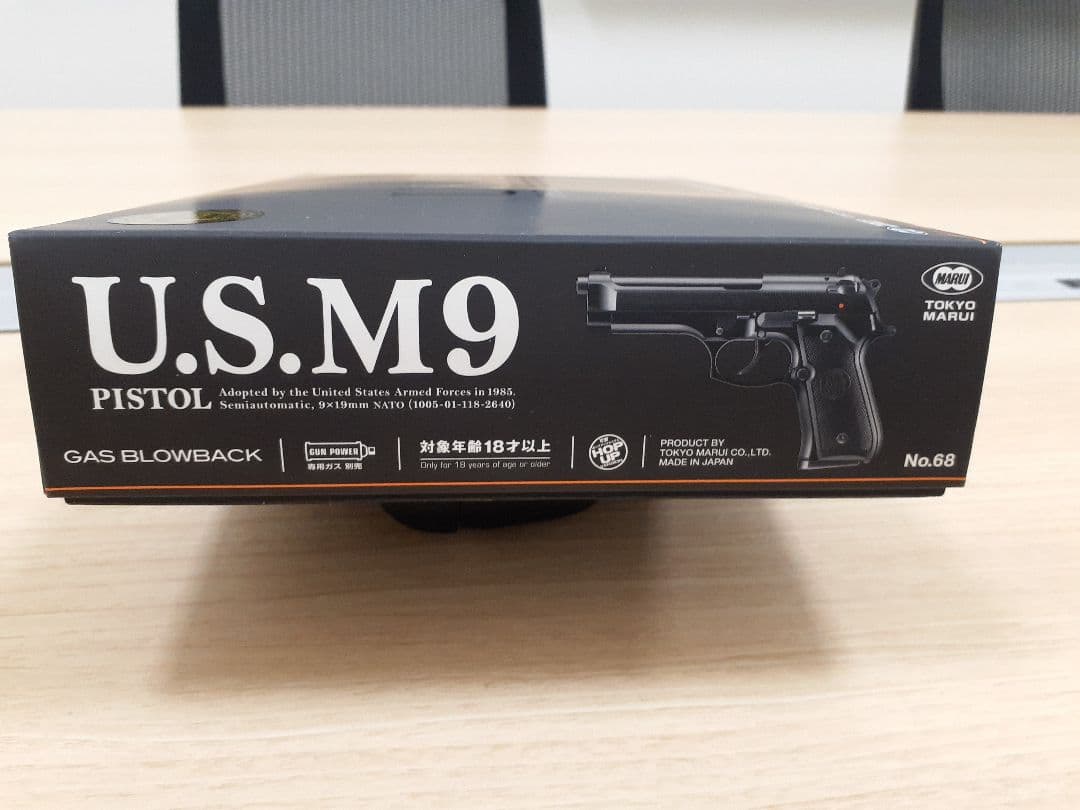 U.S.M9
PISTOL
Adopted by the United States Armed Forces in 1985.
Semiautomatic, 9×19mm NATO (1005-01-118-2640)
GAS BLOWBACK
GUN POWER
専用ガス 別売
対象年齢18才以上
Only for 18 years of age or older
HOP UP
PRODUCT BY
TOKYO MARUI CO.,LTD.
MADE IN JAPAN
MARUI
TOKYO
MARUI
No.68